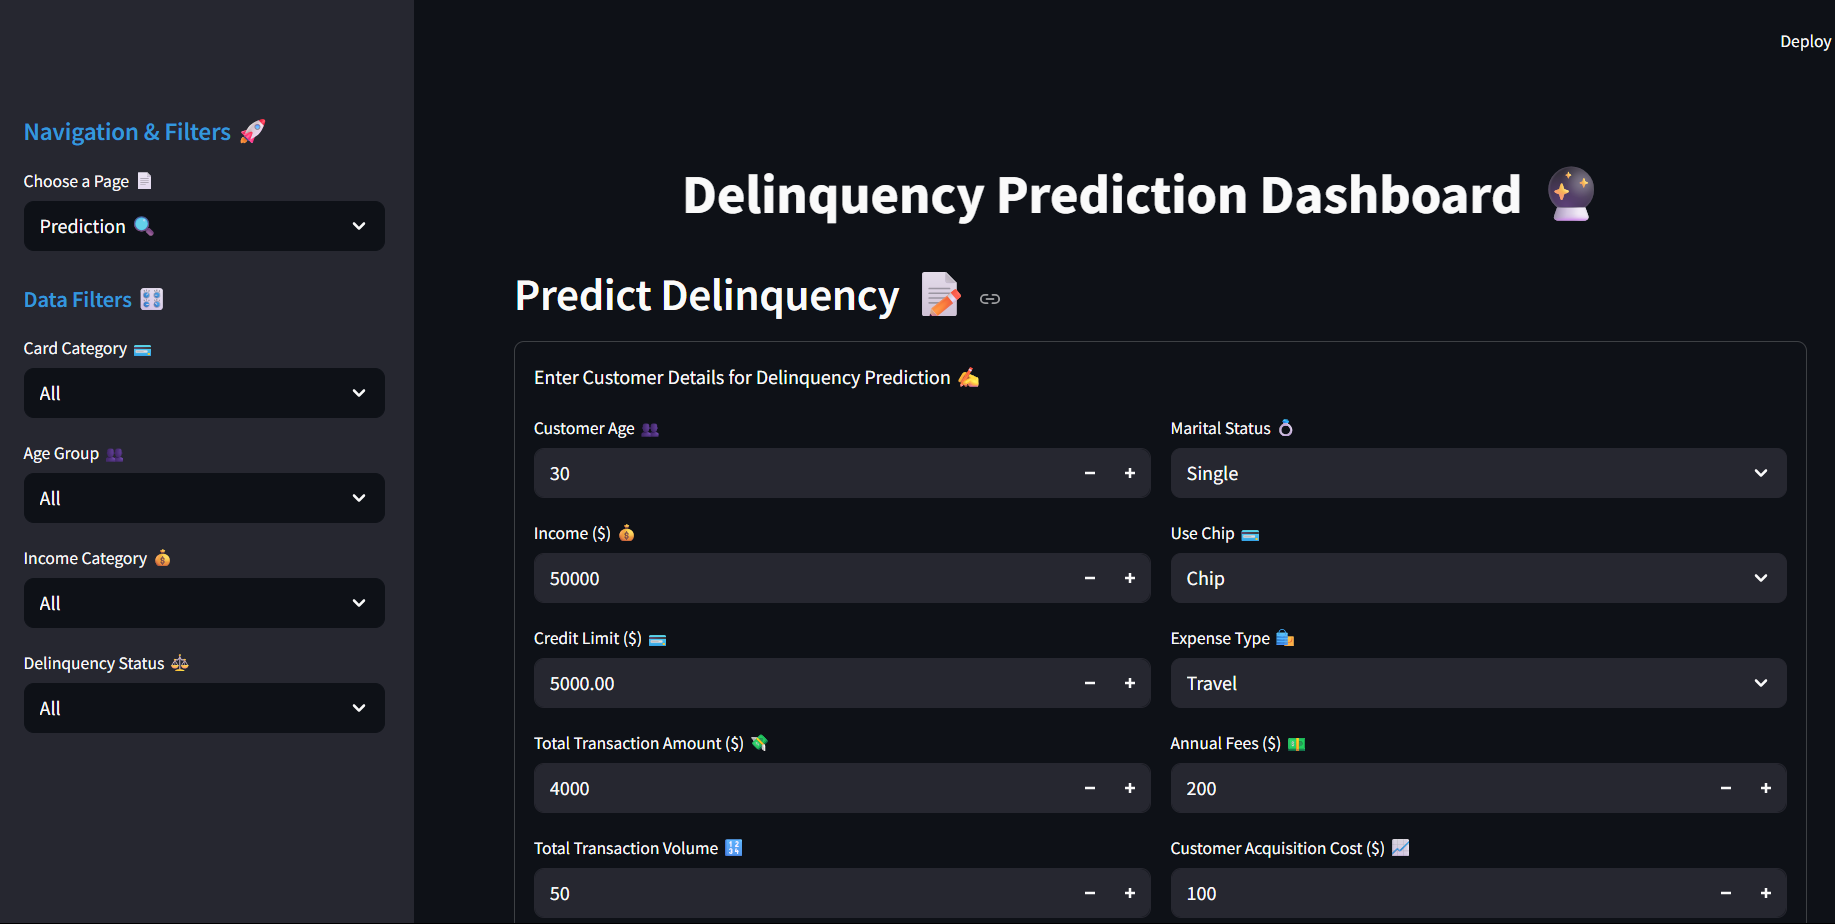 Deploy
Navigation & Filters 🚀
Choose a Page 📄
Prediction 🔍
Data Filters 🎛️
Card Category 💳
All
Age Group 👥
All
Income Category 💰
All
Delinquency Status ⚖️
All
Delinquency Prediction Dashboard 🔮
Predict Delinquency 📝
Enter Customer Details for Delinquency Prediction ✍️
Customer Age 👥
30
Marital Status 💍
Single
Income ($) 💰
50000
Use Chip 💳
Chip
Credit Limit ($) 💳
5000.00
Expense Type 🛍️
Travel
Total Transaction Amount ($) 💸
4000
Annual Fees ($) 💵
200
Total Transaction Volume 🔢
50
Customer Acquisition Cost ($) 📈
100